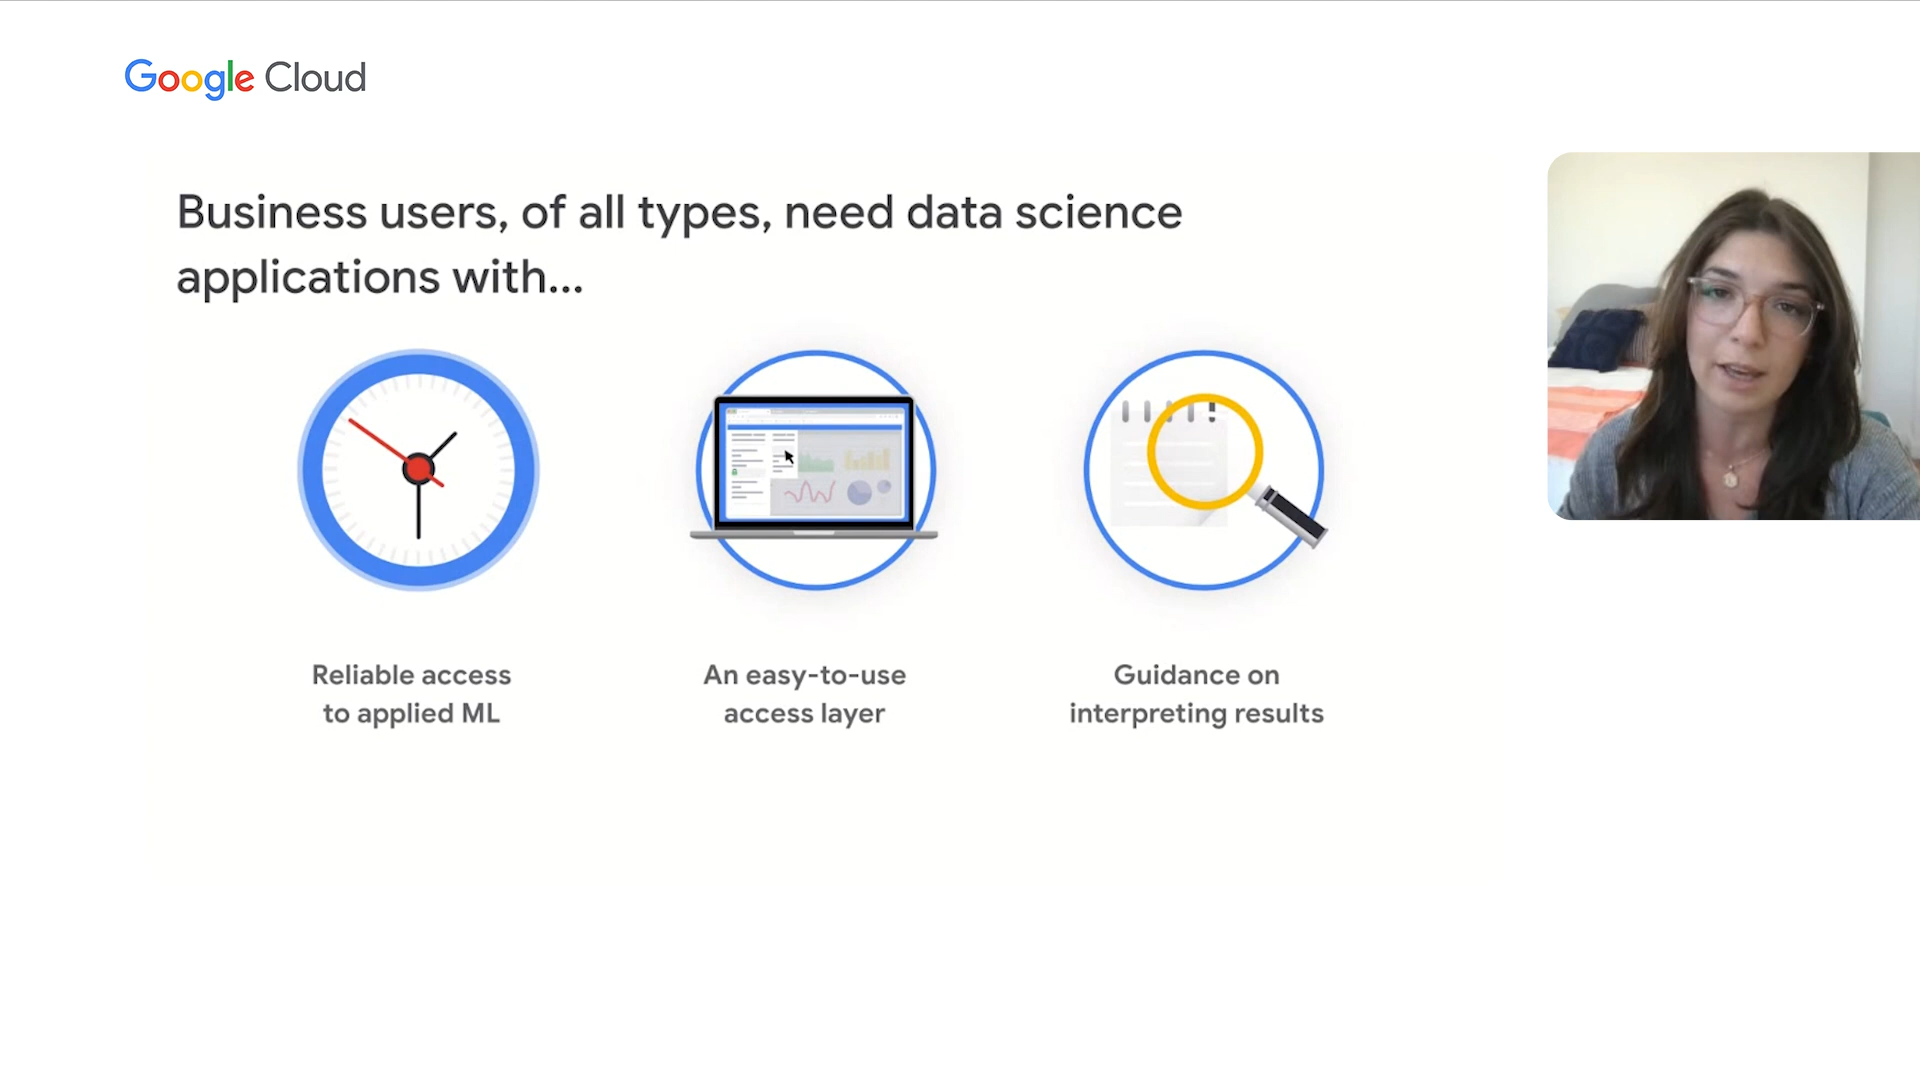 Google Cloud
Business users, of all types, need data science
applications with...
Reliable access
to applied ML
An easy-to-use
access layer
Guidance on
interpreting results